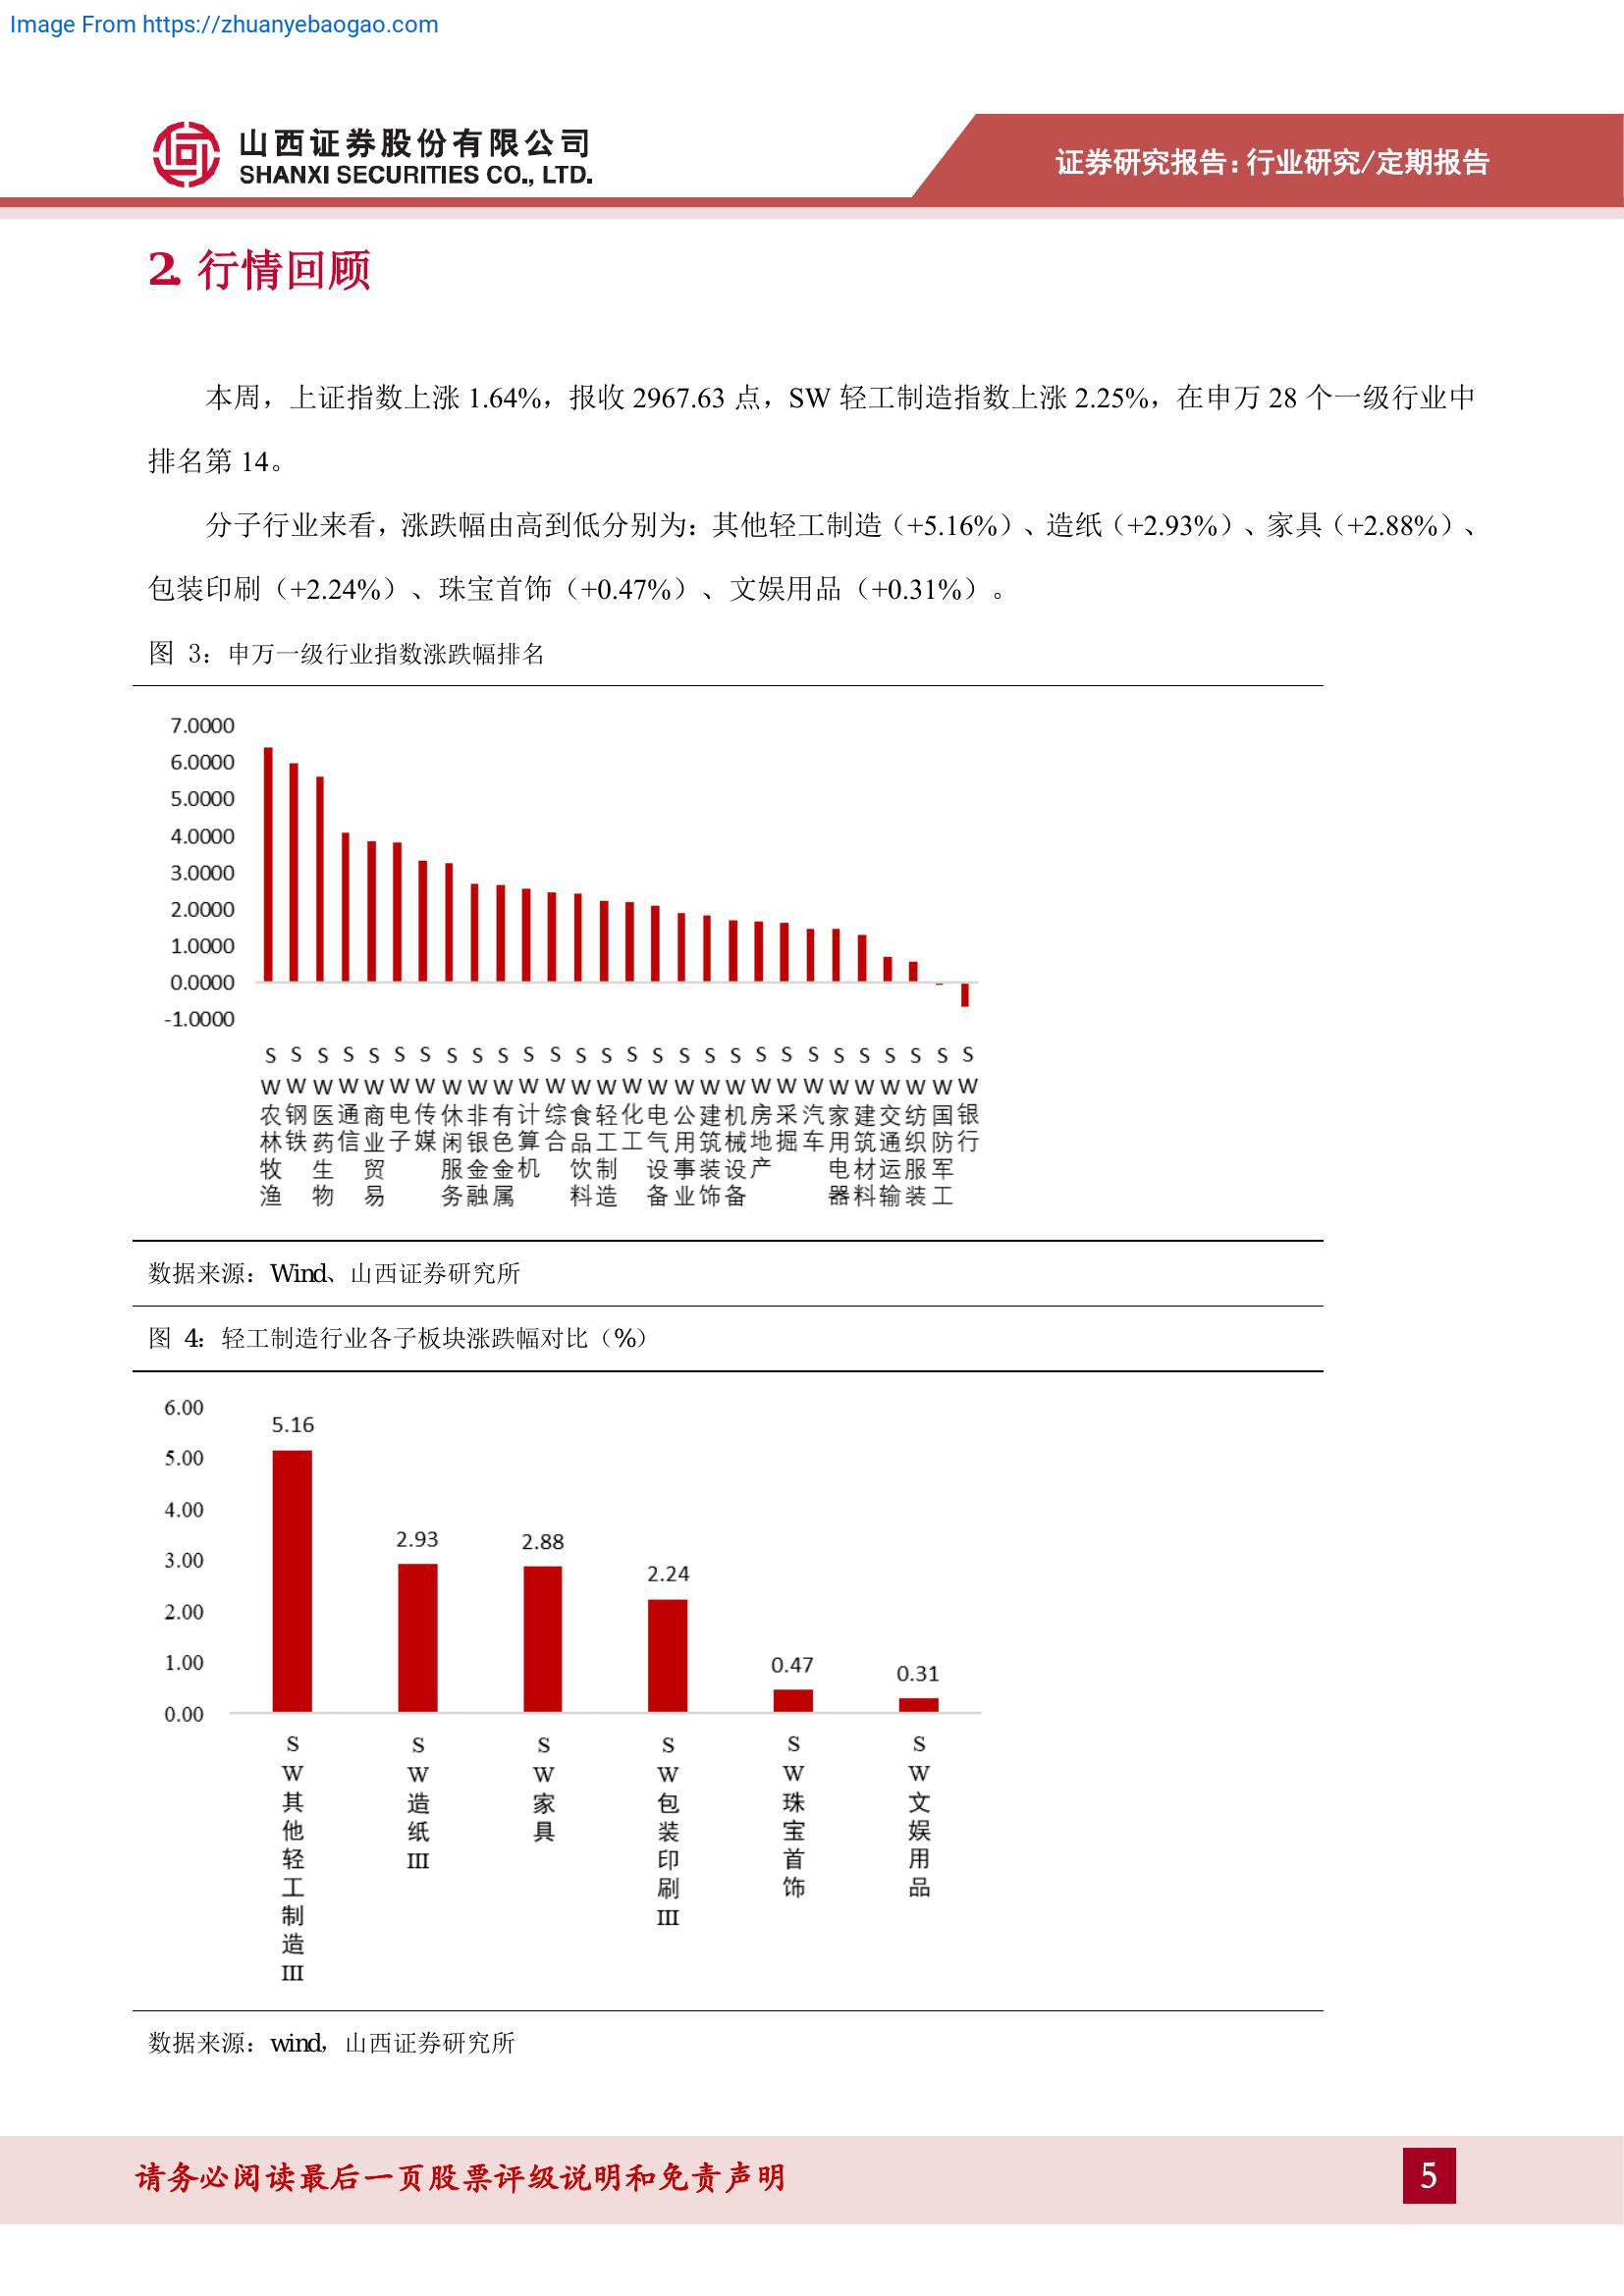 Image From https://zhuanyebaogao.com
山西证券股份有限公司
SHANXI SECURITIES CO., LTD.
证券研究报告：行业研究/定期报告
2. 行情回顾
本周，上证指数上涨 1.64%，报收 2967.63 点，SW 轻工制造指数上涨 2.25%，在申万 28 个一级行业中
排名第 14。
分子行业来看，涨跌幅由高到低分别为：其他轻工制造（+5.16%）、造纸（+2.93%）、家具（+2.88%）、
包装印刷（+2.24%）、珠宝首饰（+0.47%）、文娱用品（+0.31%）。
图 3：申万一级行业指数涨跌幅排名
7.0000
6.0000
5.0000
4.0000
3.0000
2.0000
1.0000
0.0000
-1.0000
SW农林牧渔
SW钢铁
SW医药生物
SW通信
SW商业贸易
SW电子
SW传媒
SW休闲服务
SW非银金融
SW有色金属
SW计算机
SW综合
SW食品饮料
SW轻工制造
SW化工
SW电气设备
SW公用事业
SW建筑装饰
SW机械设备
SW房地产
SW采掘
SW汽车
SW家用电器
SW建筑材料
SW交通运输
SW纺织服装
SW国防军工
SW银行
数据来源：Wind、山西证券研究所
图 4：轻工制造行业各子板块涨跌幅对比（%）
6.00
5.00
4.00
3.00
2.00
1.00
0.00
5.16
2.93
2.88
2.24
0.47
0.31
SW其他轻工制造III
SW造纸III
SW家具
SW包装印刷III
SW珠宝首饰
SW文娱用品
数据来源：wind，山西证券研究所
请务必阅读最后一页股票评级说明和免责声明
5